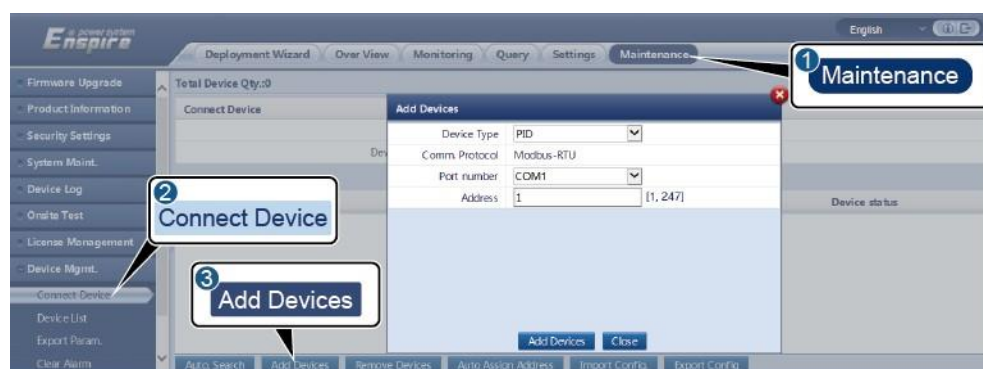 e power system
Enspire
English
Deployment Wizard
Over View
Monitoring
Query
Settings
Maintenance
1
Maintenance
Firmware Upgrade
Product Information
Security Settings
System Maint.
Device Log
Onsite Test
License Management
Device Mgmt.
Connect Device
Device List
Export Param.
Clear Alarm
Total Device Qty.:0
Connect Device
Dev
Device status
2
Connect Device
3
Add Devices
Add Devices
Device Type PID
Comm. Protocol Modbus-RTU
Port number COM1
Address 1 [1, 247]
Add Devices Close
Auto Search Add Devices Remove Devices Auto Assign Address Import Config. Export Config.